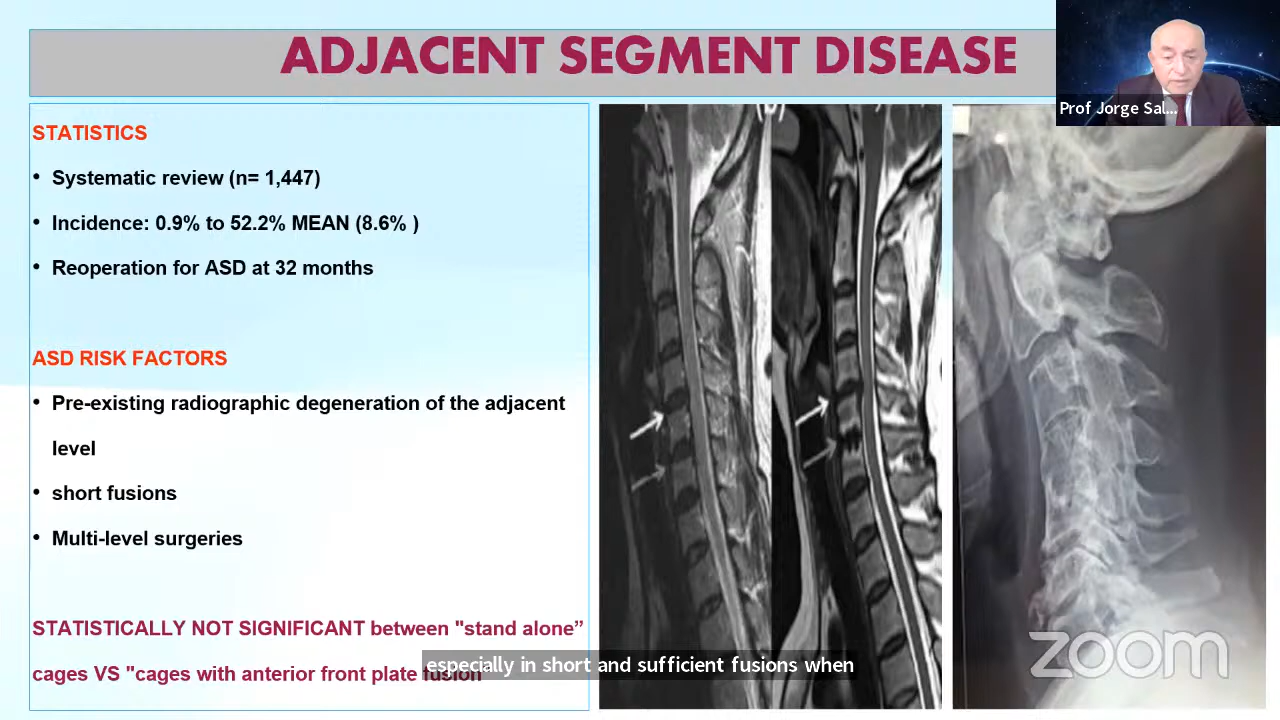 ADJACENT SEGMENT DISEASE
Prof Jorge Sal...
STATISTICS
• Systematic review (n= 1,447)
• Incidence: 0.9% to 52.2% MEAN (8.6% )
• Reoperation for ASD at 32 months
ASD RISK FACTORS
• Pre-existing radiographic degeneration of the adjacent
level
• short fusions
• Multi-level surgeries
STATISTICALLY NOT SIGNIFICANT between "stand alone”
cages VS "cages with anterior front plate fusion
especially in short and sufficient fusions when
zoom